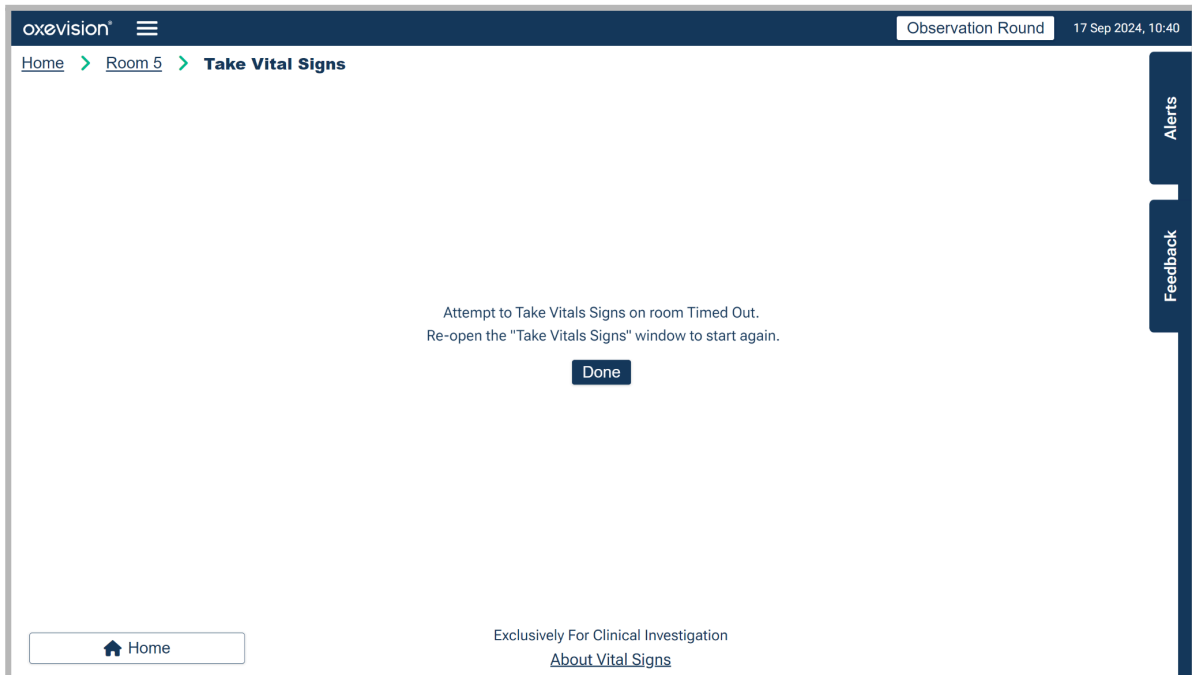 oxevision®
Observation Round
17 Sep 2024, 10:40
Home > Room 5 > Take Vital Signs
Alerts
Feedback
Attempt to Take Vitals Signs on room Timed Out.
Re-open the "Take Vitals Signs" window to start again.
Done
Home
Exclusively For Clinical Investigation
About Vital Signs